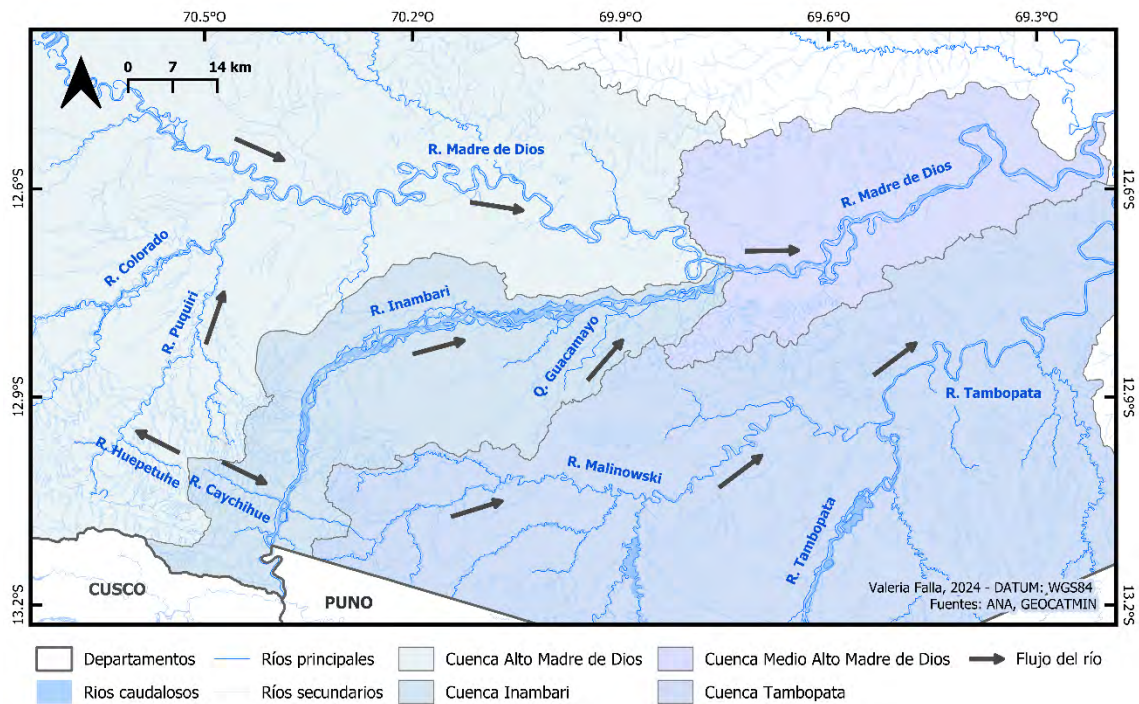 70.5°O 70.2°O 69.9°O 69.6°O 69.3°O
0 7 14 km
R. Madre de Dios
R. Madre de Dios
12.6°S 12.6°S
R. Colorado
R. Puquiri
R. Inambari
Q. Guacamayo
12.9°S 12.9°S
R. Tambopata
R. Huepetuhe
R. Caychihue
R. Malinowski
R. Tambopata
CUSCO
PUNO
13.2°S 13.2°S
Valeria Falla, 2024 - DATUM: WGS84
Fuentes: ANA, GEOCATMIN
Departamentos Ríos principales Cuenca Alto Madre de Dios Cuenca Medio Alto Madre de Dios Flujo del río
Rios caudalosos Ríos secundarios Cuenca Inambari Cuenca Tambopata